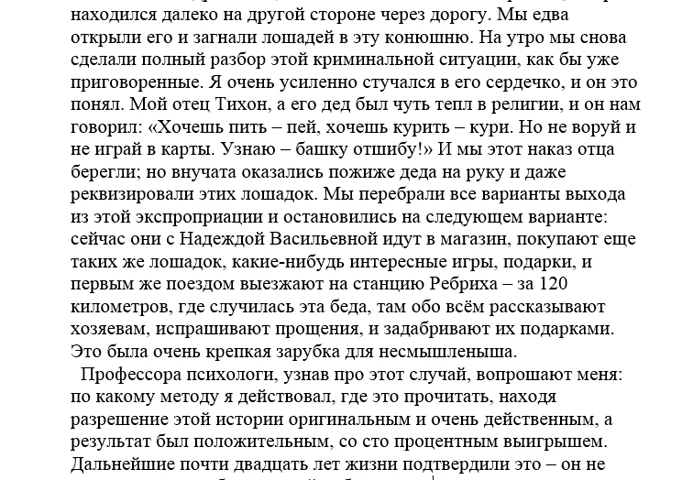 находился далеко на другой стороне через дорогу. Мы едва
открыли его и загнали лошадей в эту конюшню. На утро мы снова
сделали полный разбор этой криминальной ситуации, как бы уже
приговоренные. Я очень усиленно стучался в его сердечко, и он это
понял. Мой отец Тихон, а его дед был чуть тепл в религии, и он нам
говорил: «Хочешь пить – пей, хочешь курить – кури. Но не воруй и
не играй в карты. Узнаю – башку отшибу!» И мы этот наказ отца
берегли; но внучата оказались пожиже деда на руку и даже
реквизировали этих лошадок. Мы перебрали все варианты выхода
из этой экспроприации и остановились на следующем варианте:
сейчас они с Надеждой Васильевной идут в магазин, покупают еще
таких же лошадок, какие-нибудь интересные игры, подарки, и
первым же поездом выезжают на станцию Ребриха – за 120
километров, где случилась эта беда, там обо всём рассказывают
хозяевам, испрашивают прощения, и задабривают их подарками.
Это была очень крепкая зарубка для несмышленыша.
Профессора психологи, узнав про этот случай, вопрошают меня:
по какому методу я действовал, где это прочитать, находя
разрешение этой истории оригинальным и очень действенным, а
результат был положительным, со сто процентным выигрышем.
Дальнейшие почти двадцать лет жизни подтвердили это – он не